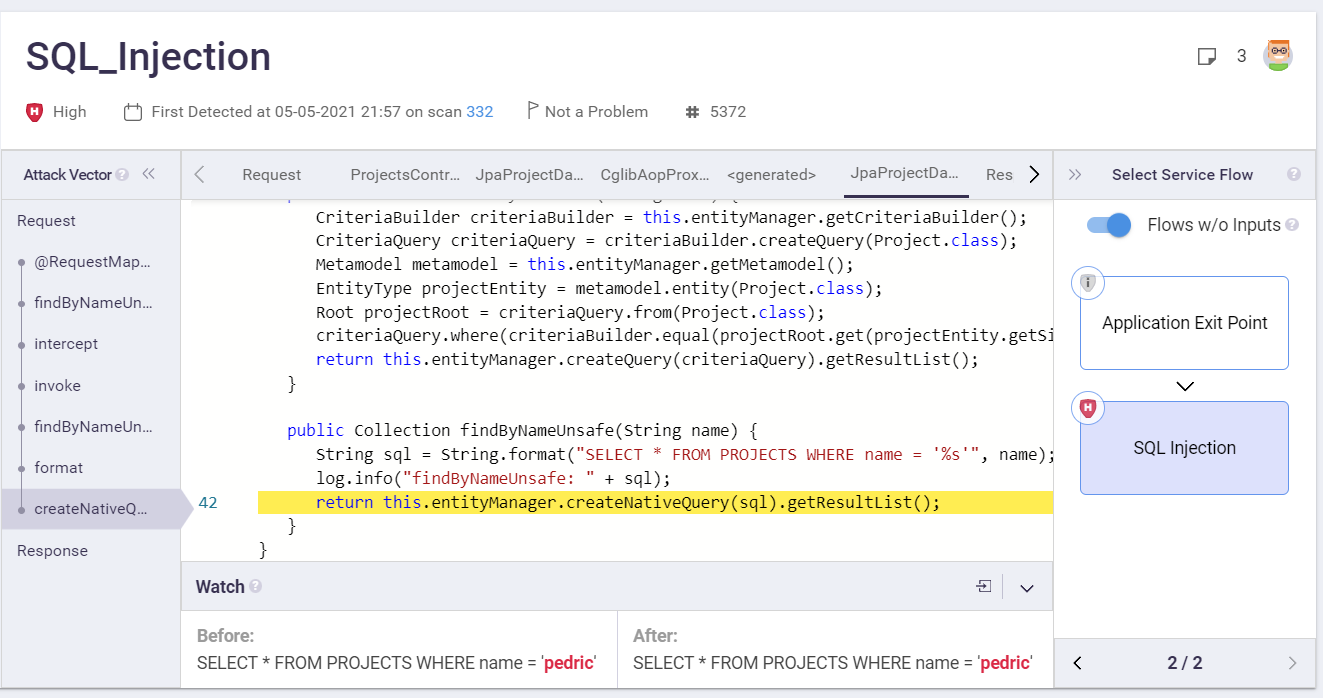 SQL_Injection
3
H High First Detected at 05-05-2021 21:57 on scan 332 Not a Problem # 5372
Attack Vector ? «
Request
@RequestMap...
findByNameUn...
intercept
invoke
findByNameUn...
format
createNativeQ...
Response
Request ProjectsContr... JpaProjectDa... CglibAopProx... <generated> JpaProjectDa... Res
CriteriaBuilder criteriaBuilder = this.entityManager.getCriteriaBuilder();
CriteriaQuery criteriaQuery = criteriaBuilder.createQuery(Project.class);
Metamodel metamodel = this.entityManager.getMetamodel();
EntityType projectEntity = metamodel.entity(Project.class);
Root projectRoot = criteriaQuery.from(Project.class);
criteriaQuery.where(criteriaBuilder.equal(projectRoot.get(projectEntity.getSi
return this.entityManager.createQuery(criteriaQuery).getResultList();
}
public Collection findByNameUnsafe(String name) {
String sql = String.format("SELECT * FROM PROJECTS WHERE name = '%s'", name);
log.info("findByNameUnsafe: " + sql);
42 return this.entityManager.createNativeQuery(sql).getResultList();
}
}
Watch ?
Before:
SELECT * FROM PROJECTS WHERE name = 'pedric'
After:
SELECT * FROM PROJECTS WHERE name = 'pedric'
» Select Service Flow ?
Flows w/o Inputs ?
i
Application Exit Point
H
SQL Injection
2 / 2